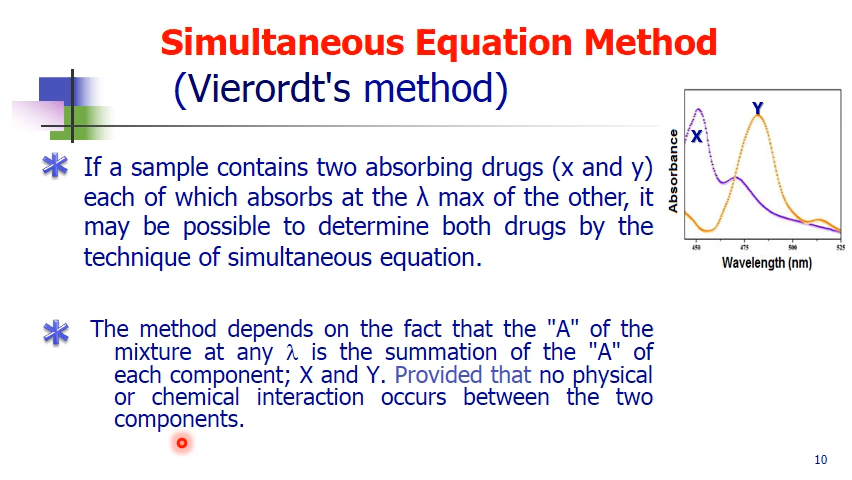 Simultaneous Equation Method
(Vierordt's method)
If a sample contains two absorbing drugs (x and y)
each of which absorbs at the λ max of the other, it
may be possible to determine both drugs by the
technique of simultaneous equation.
The method depends on the fact that the "A" of the
mixture at any λ is the summation of the "A" of
each component; X and Y. Provided that no physical
or chemical interaction occurs between the two
components.
X
Y
Absorbance
450 475 500 525
Wavelength (nm)
10